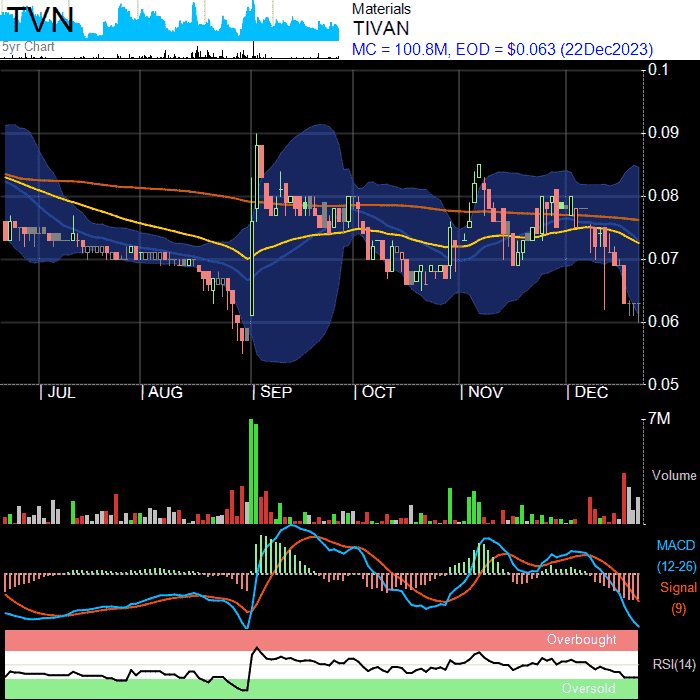 TVN
5yr Chart
Materials
TIVAN
MC = 100.8M, EOD = $0.063 (22Dec2023)
0.1
0.09
0.08
0.07
0.06
0.05
JUL AUG SEP OCT NOV DEC
7M
Volume
MACD
(12-26)
Signal
(9)
Overbought
RSI(14)
Oversold